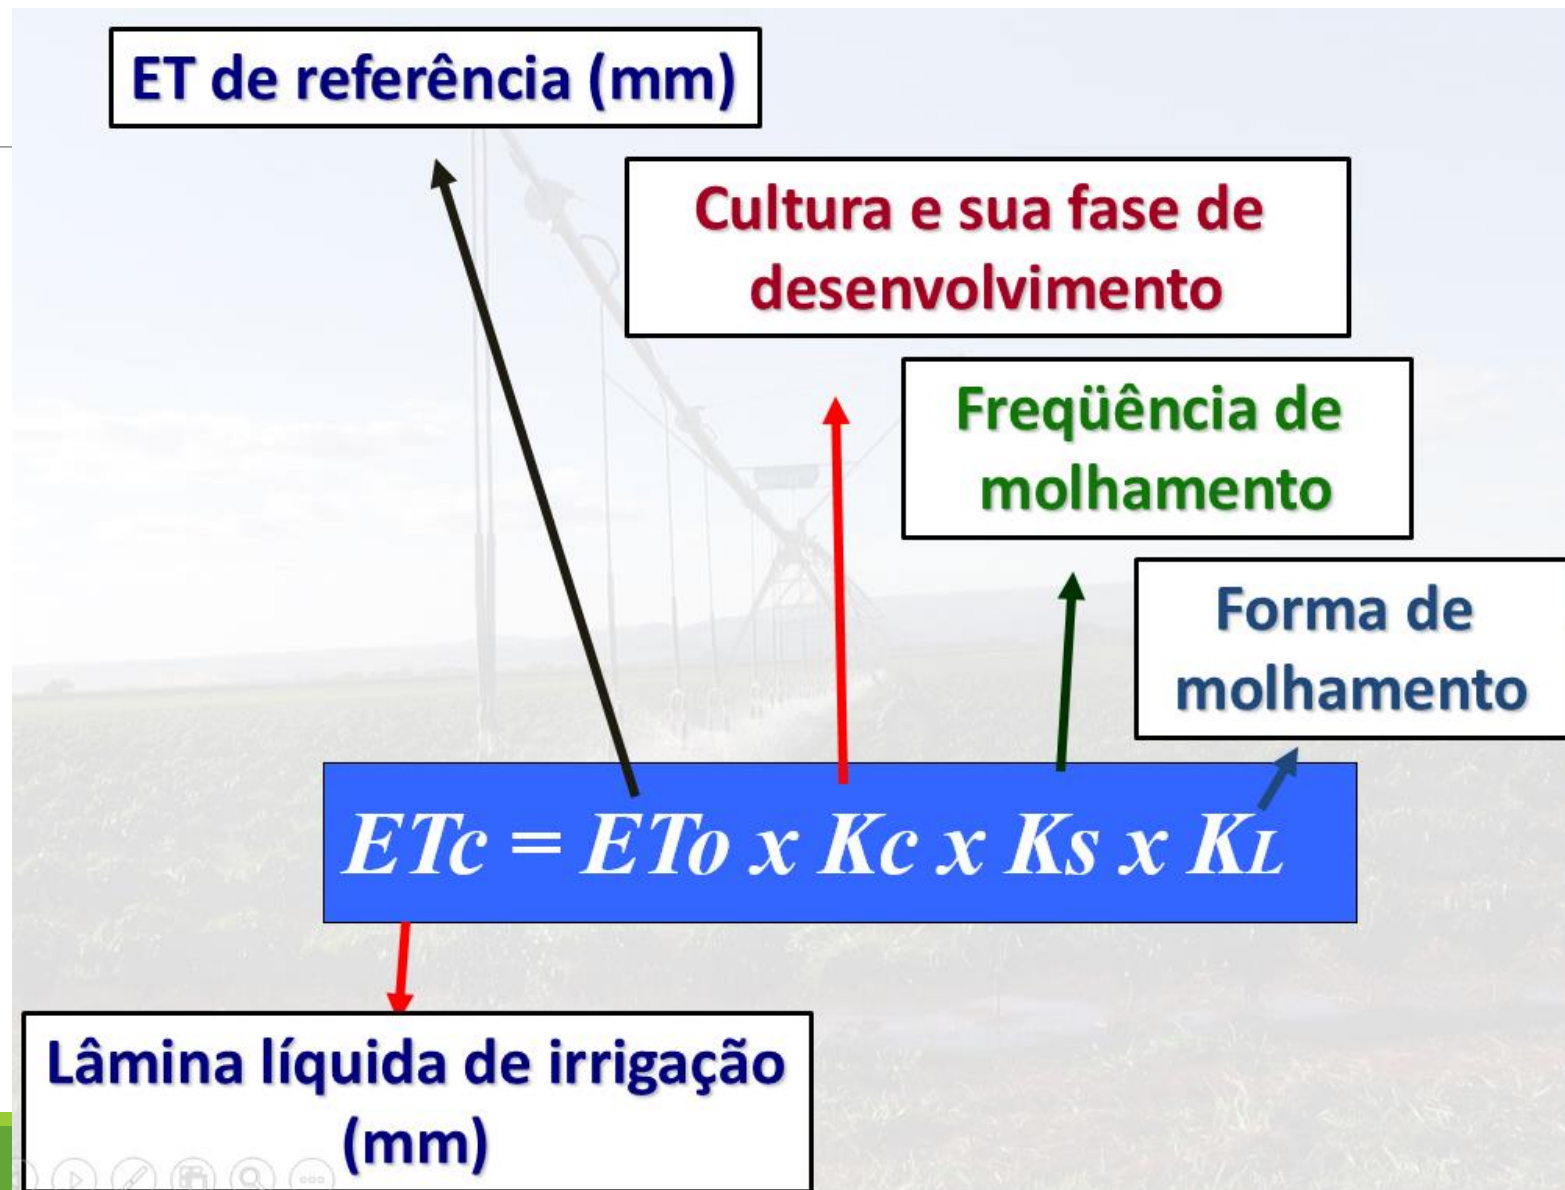 ET de referência (mm)
Cultura e sua fase de
desenvolvimento
Freqüência de
molhamento
Forma de
molhamento
ETc = ETo x Kc x Ks x KL
Lâmina líquida de irrigação
(mm)